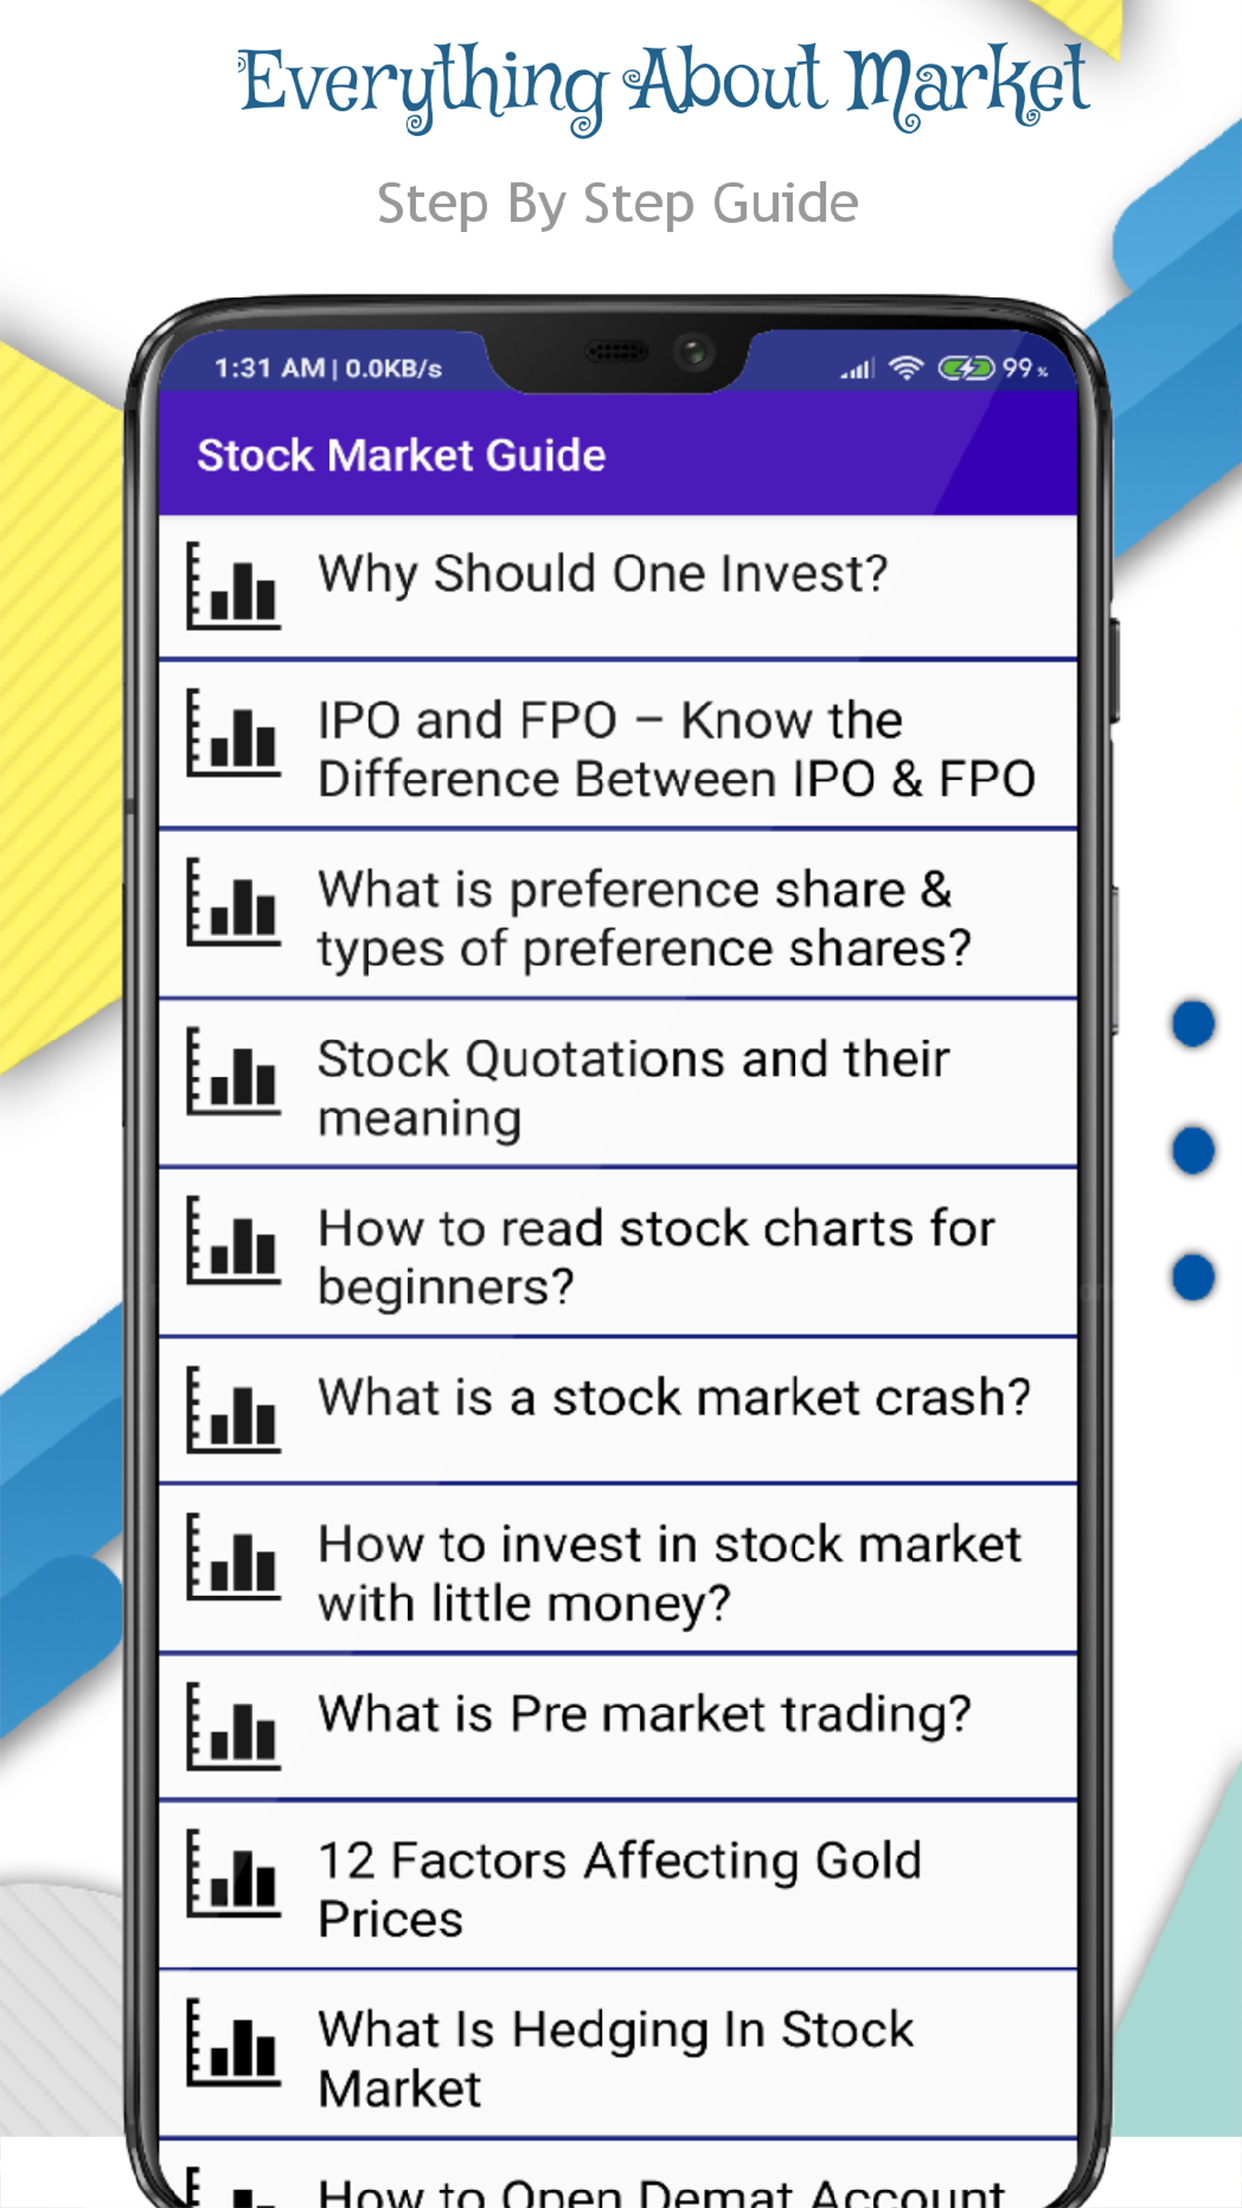 Everything About Market
Step By Step Guide
1:31 AM | 0.0KB/s
99 %
Stock Market Guide
Why Should One Invest?
IPO and FPO – Know the
Difference Between IPO & FPO
What is preference share &
types of preference shares?
Stock Quotations and their
meaning
How to read stock charts for
beginners?
What is a stock market crash?
How to invest in stock market
with little money?
What is Pre market trading?
12 Factors Affecting Gold
Prices
What Is Hedging In Stock
Market
How to Open Demat Account